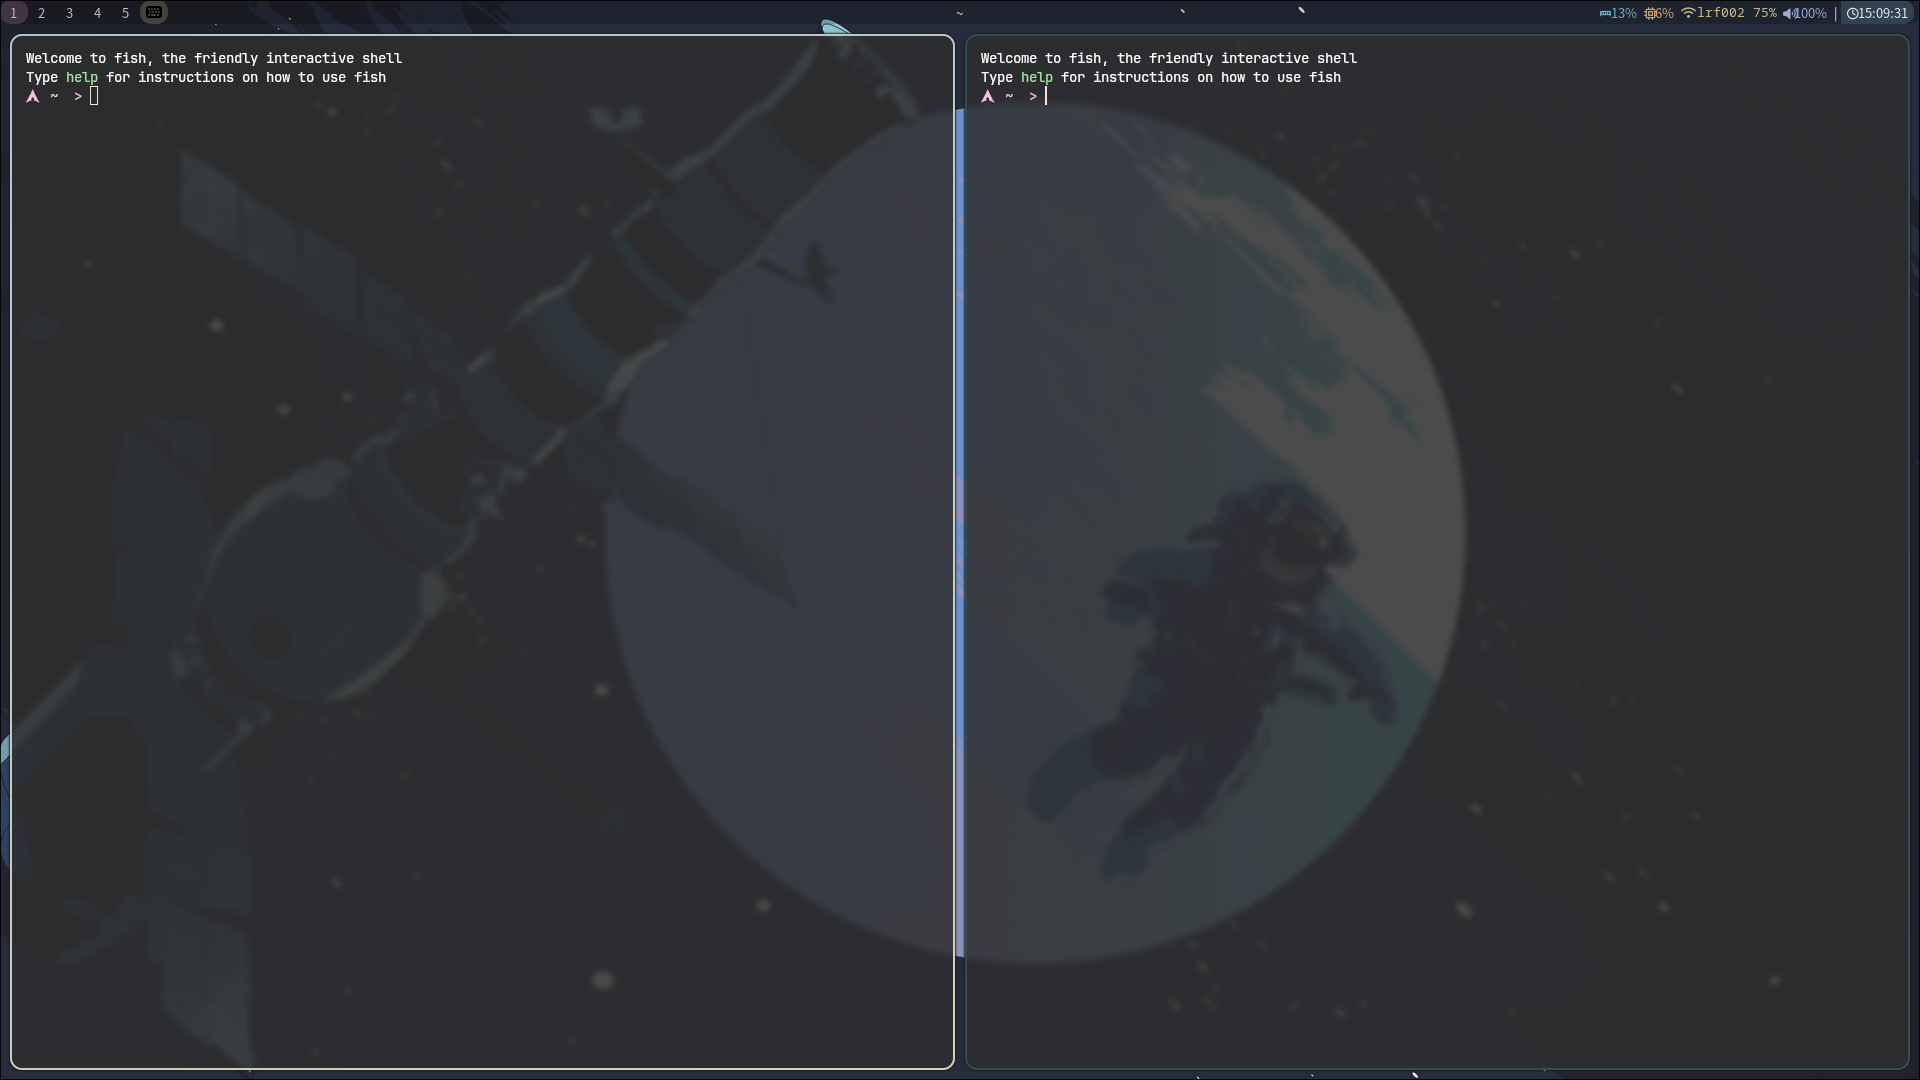 1 2 3 4 5 ~ 13% 6% lrf002 75% 100% | 15:09:31
Welcome to fish, the friendly interactive shell
Type help for instructions on how to use fish
~ >
Welcome to fish, the friendly interactive shell
Type help for instructions on how to use fish
~ >